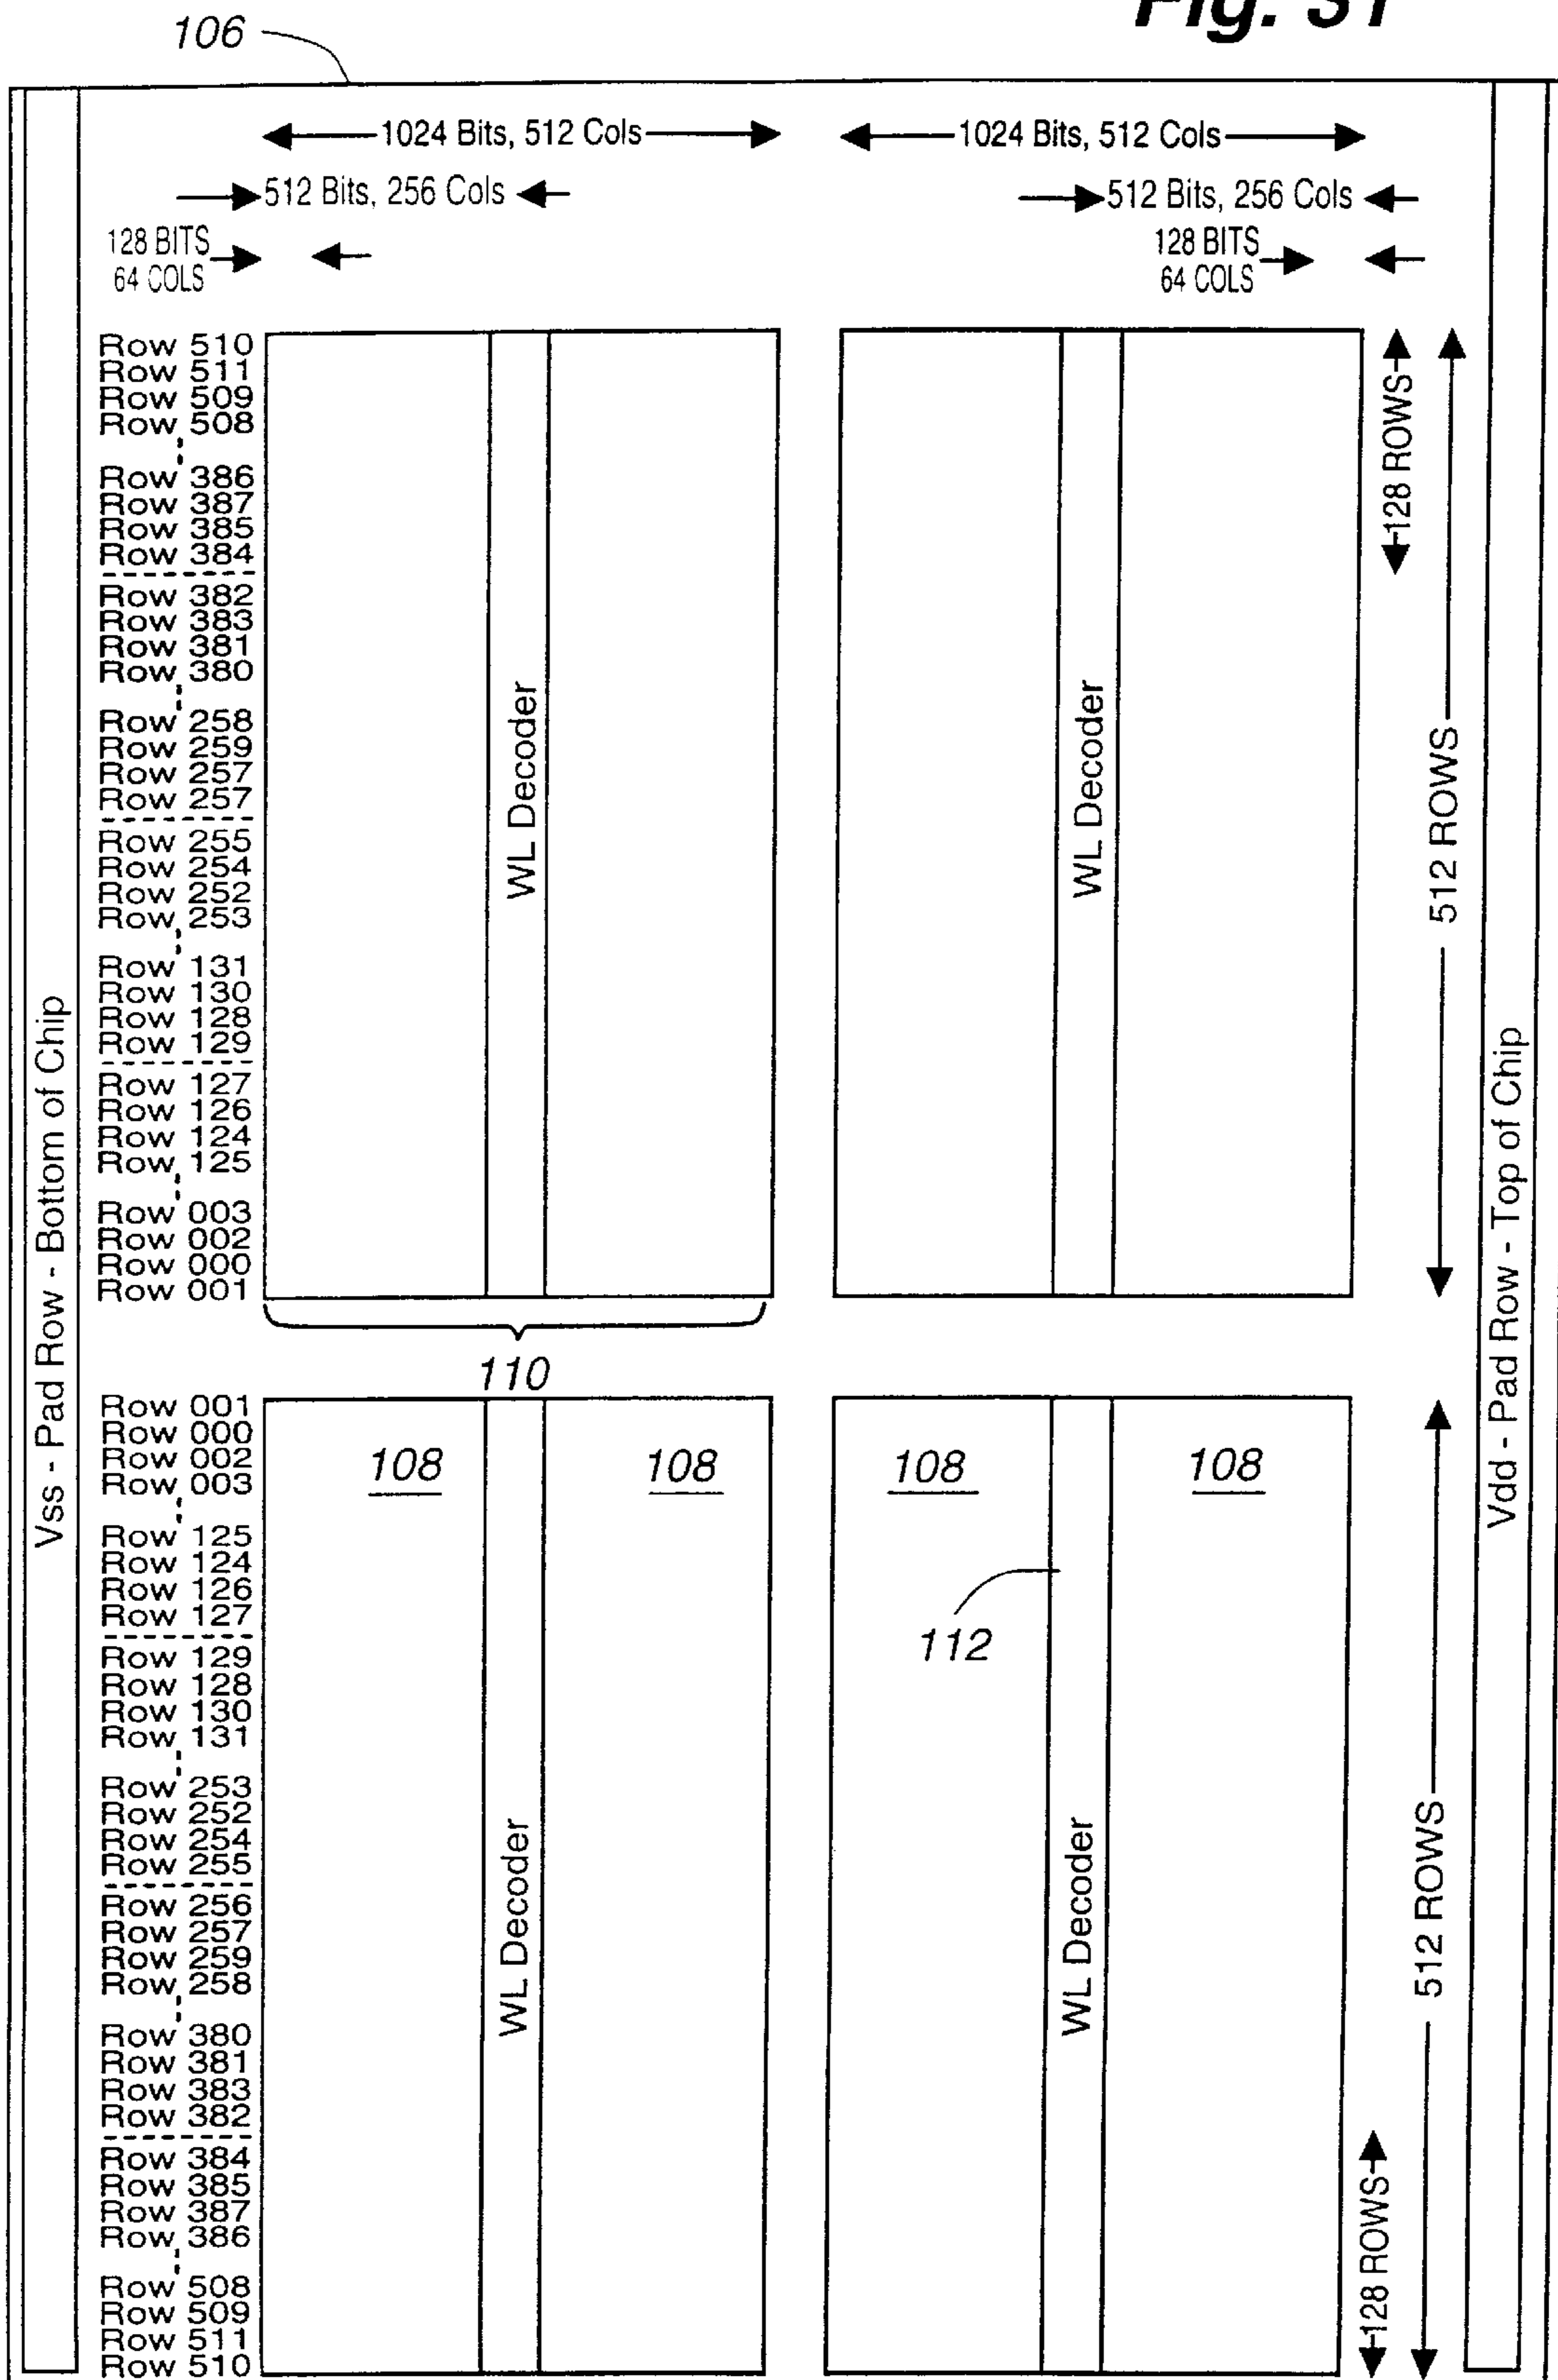 Fig. 31
106
1024 Bits, 512 Cols
1024 Bits, 512 Cols
512 Bits, 256 Cols
512 Bits, 256 Cols
128 BITS
64 COLS
128 BITS
64 COLS
Row 510
Row 511
Row 509
Row 508
Row 386
Row 387
Row 385
Row 384
Row 382
Row 383
Row 381
Row 380
Row 258
Row 259
Row 257
Row 257
Row 255
Row 254
Row 252
Row 253
Row 131
Row 130
Row 128
Row 129
Row 127
Row 126
Row 124
Row 125
Row 003
Row 002
Row 000
Row 001
WL Decoder
WL Decoder
128 ROWS
512 ROWS
Vss - Pad Row - Bottom of Chip
Vdd - Pad Row - Top of Chip
110
Row 001
Row 000
Row 002
Row 003
Row 125
Row 124
Row 126
Row 127
Row 129
Row 128
Row 130
Row 131
Row 253
Row 252
Row 254
Row 255
Row 256
Row 257
Row 259
Row 258
Row 380
Row 381
Row 383
Row 382
Row 384
Row 385
Row 387
Row 386
Row 508
Row 509
Row 511
Row 510
108
108
108
108
112
WL Decoder
WL Decoder
512 ROWS
128 ROWS